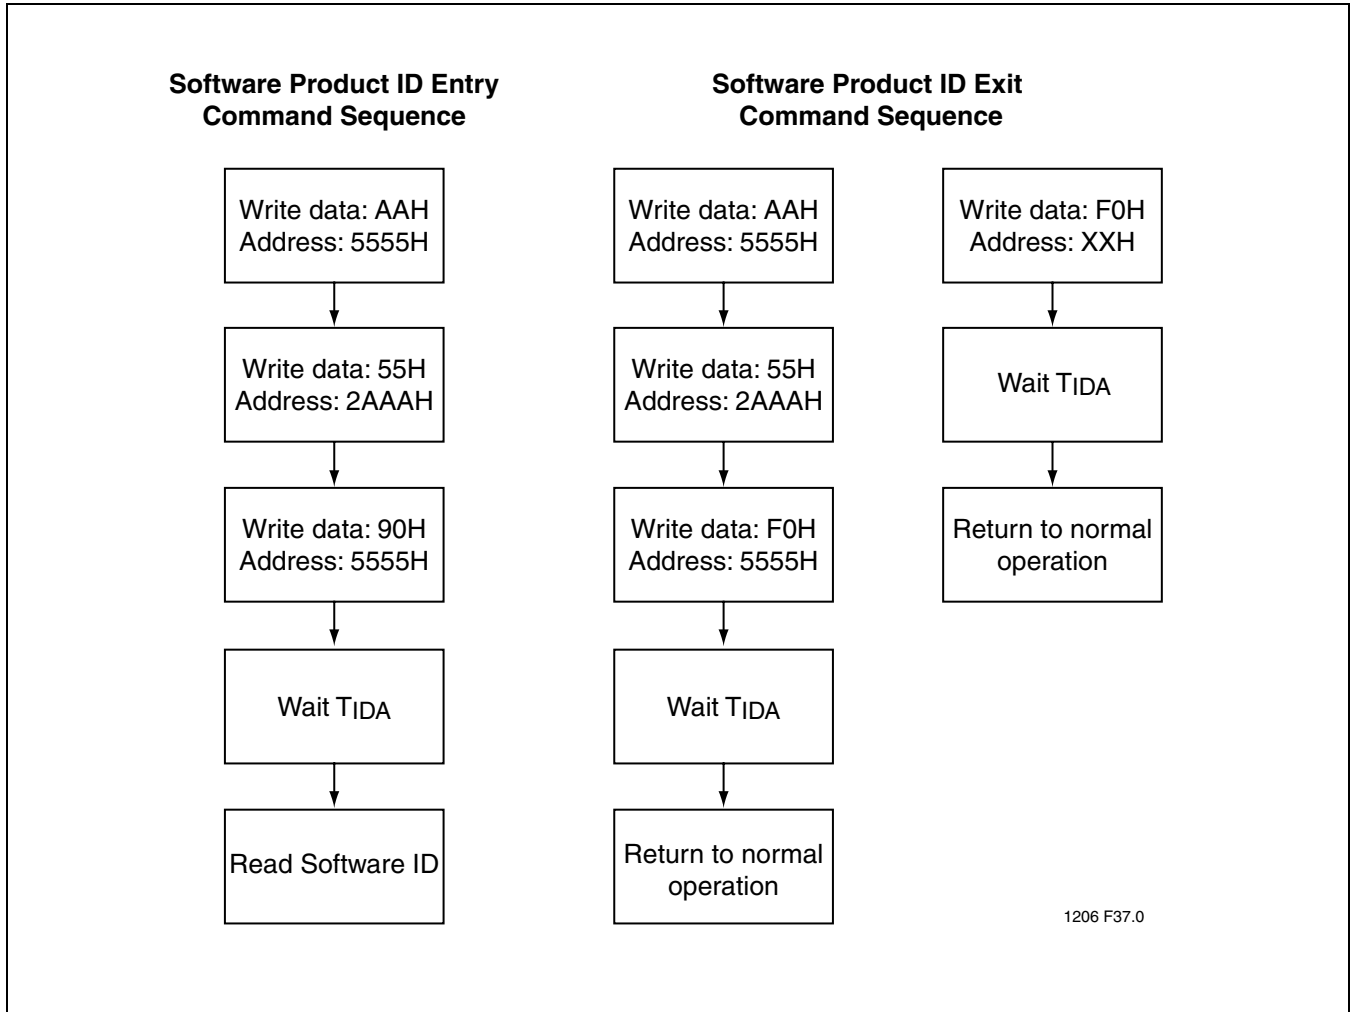 Software Product ID Entry
Command Sequence
Write data: AAH
Address: 5555H
Write data: 55H
Address: 2AAAH
Write data: 90H
Address: 5555H
Wait TIDA
Read Software ID
Software Product ID Exit
Command Sequence
Write data: AAH
Address: 5555H
Write data: 55H
Address: 2AAAH
Write data: F0H
Address: 5555H
Wait TIDA
Return to normal
operation
Write data: F0H
Address: XXH
Wait TIDA
Return to normal
operation
1206 F37.0